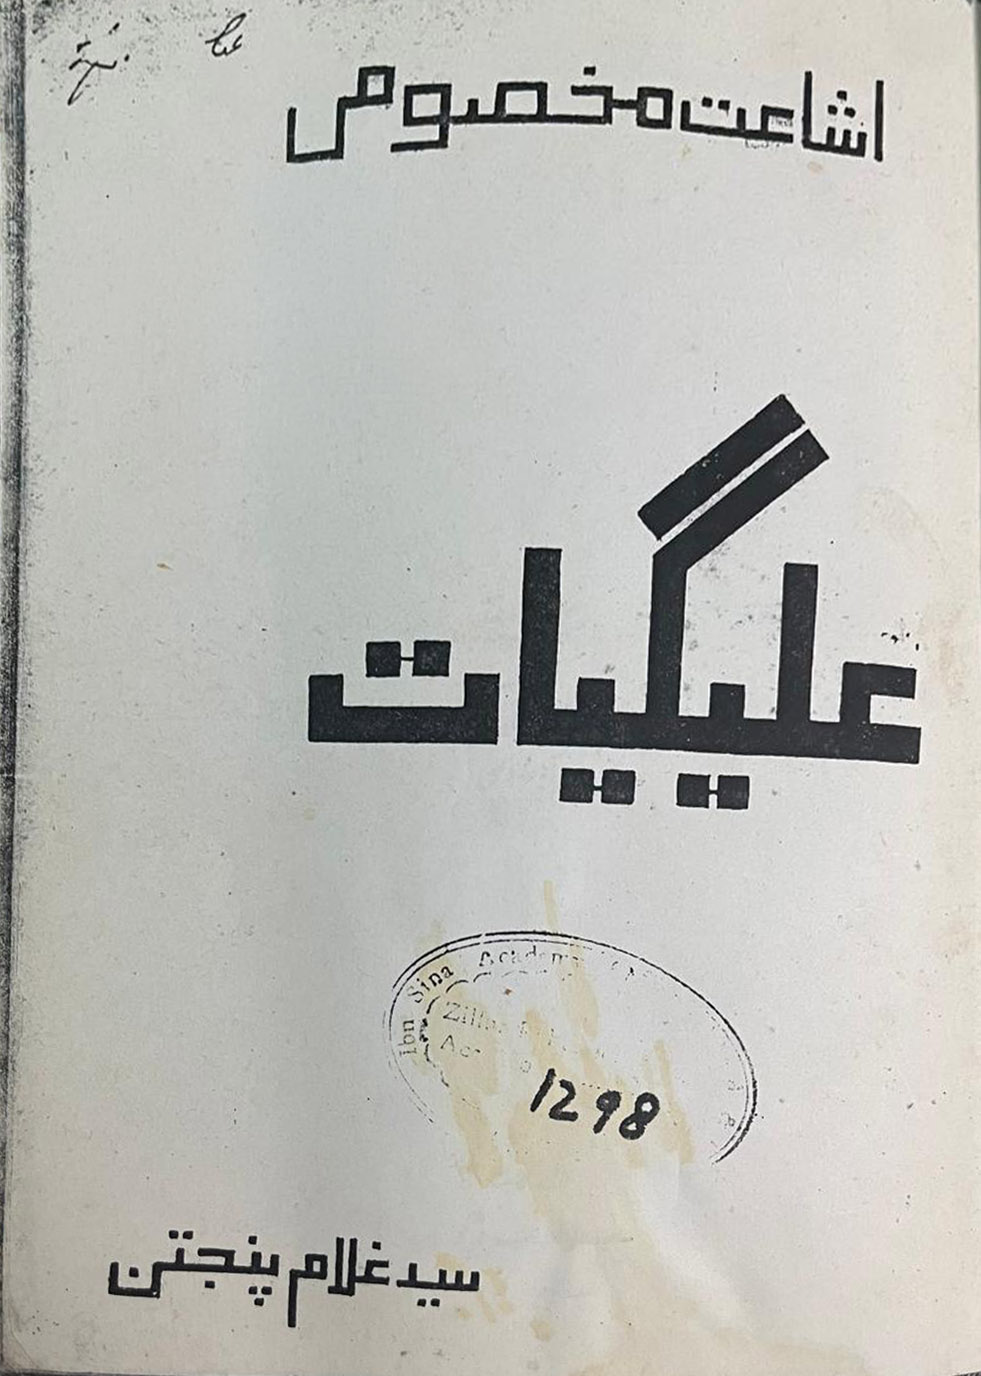 اشاعت مخصوص
علیگیات
Ibn Sina Academy
1298
سید غلام پنجتن